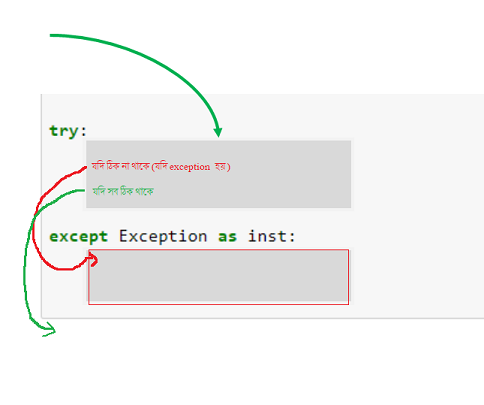 try:
যদি ঠিক না থাকে (যদি exception হয় )
যদি সব ঠিক থাকে
except Exception as inst: